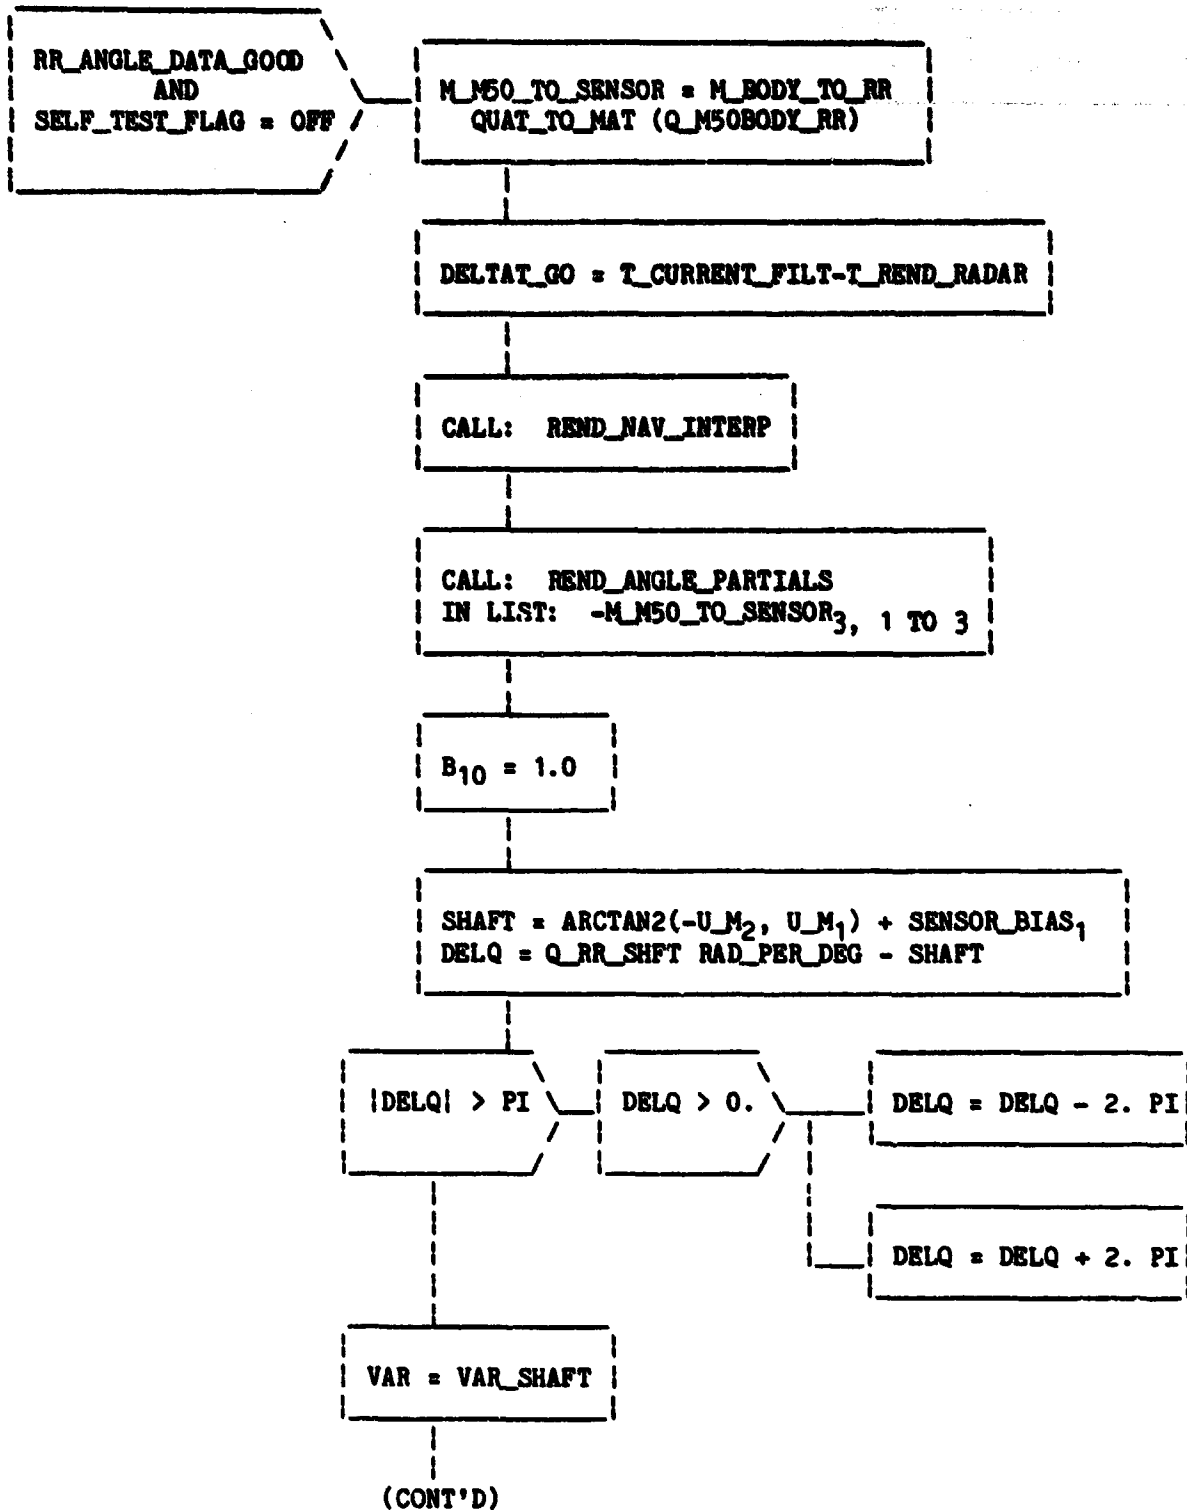 RR_ANGLE_DATA_GOOD
AND
SELF_TEST_FLAG = OFF
M_M50_TO_SENSOR = M_BODY_TO_RR
QUAT_TO_MAT (Q_M50BODY_RR)
DELTAT_GO = T_CURRENT_FILT-T_REND_RADAR
CALL: REND_NAV_INTERP
CALL: REND_ANGLE_PARTIALS
IN LIST: -M_M50_TO_SENSOR3, 1 TO 3
B10 = 1.0
SHAFT = ARCTAN2(-U_M2, U_M1) + SENSOR_BIAS1
DELQ = Q_RR_SHFT RAD_PER_DEG - SHAFT
|DELQ| > PI
DELQ > 0.
DELQ = DELQ - 2. PI
DELQ = DELQ + 2. PI
VAR = VAR_SHAFT
(CONT'D)